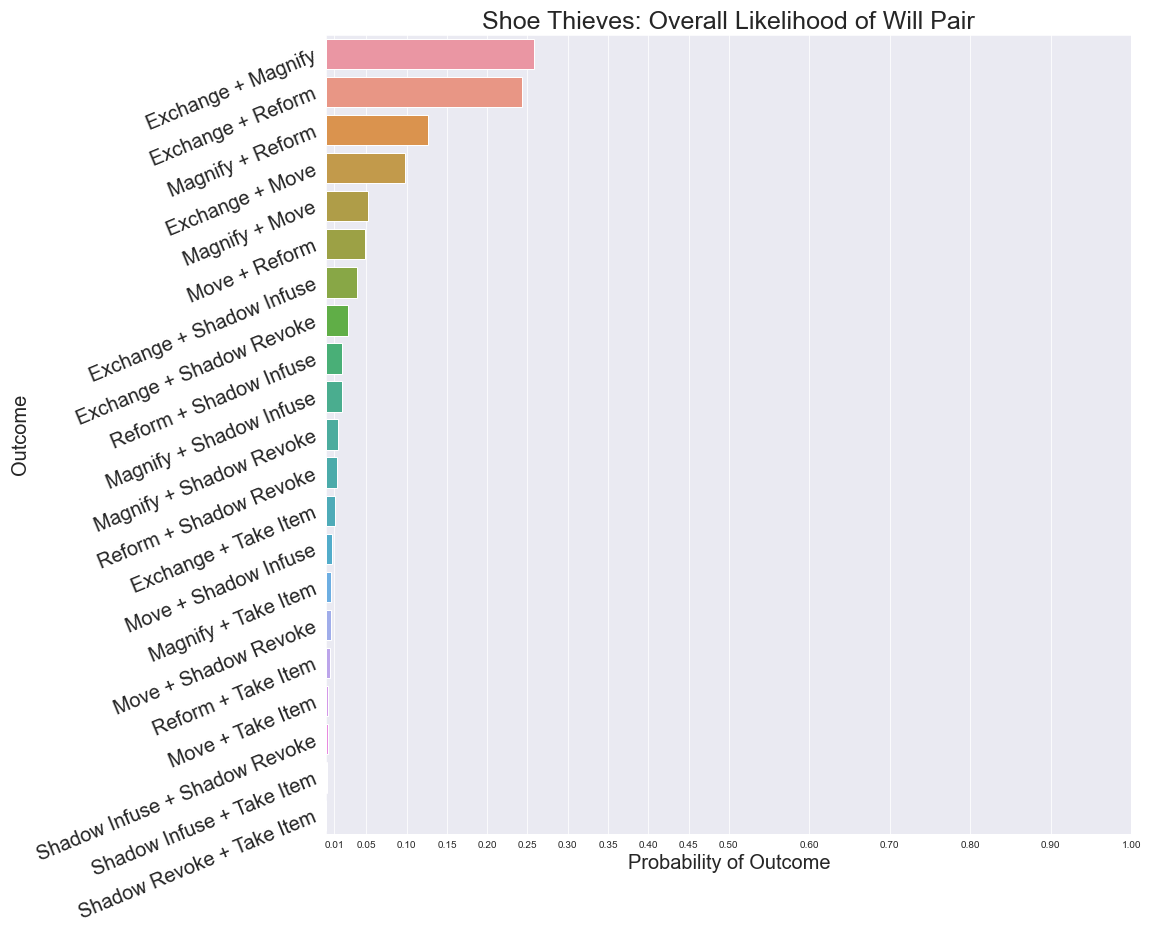 Shoe Thieves: Overall Likelihood of Will Pair
Exchange + Magnify
Exchange + Reform
Magnify + Reform
Exchange + Move
Magnify + Move
Move + Reform
Exchange + Shadow Infuse
Exchange + Shadow Revoke
Reform + Shadow Infuse
Magnify + Shadow Infuse
Magnify + Shadow Revoke
Reform + Shadow Revoke
Exchange + Take Item
Move + Shadow Infuse
Magnify + Take Item
Move + Shadow Revoke
Reform + Take Item
Move + Take Item
Shadow Infuse + Shadow Revoke
Shadow Infuse + Take Item
Shadow Revoke + Take Item
Outcome
0.01 0.05 0.10 0.15 0.20 0.25 0.30 0.35 0.40 0.45 0.50 0.60 0.70 0.80 0.90 1.00
Probability of Outcome